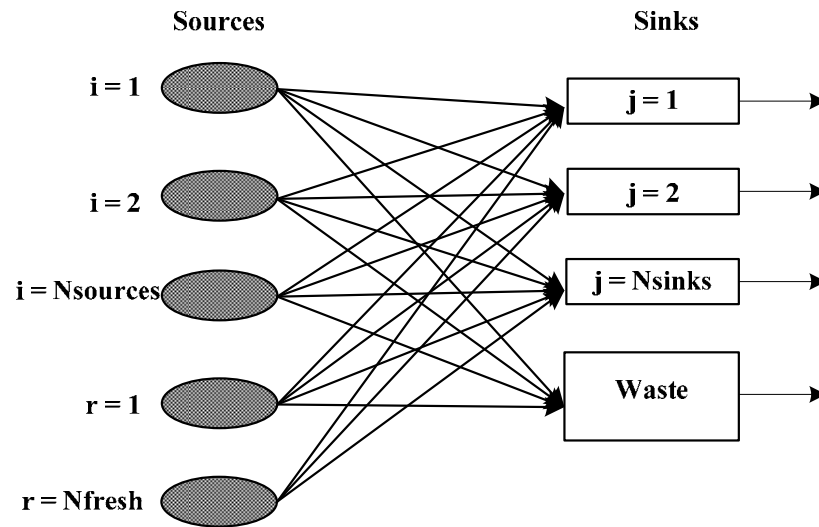 Sources
Sinks
i = 1
j = 1
i = 2
j = 2
i = Nsources
j = Nsinks
r = 1
Waste
r = Nfresh